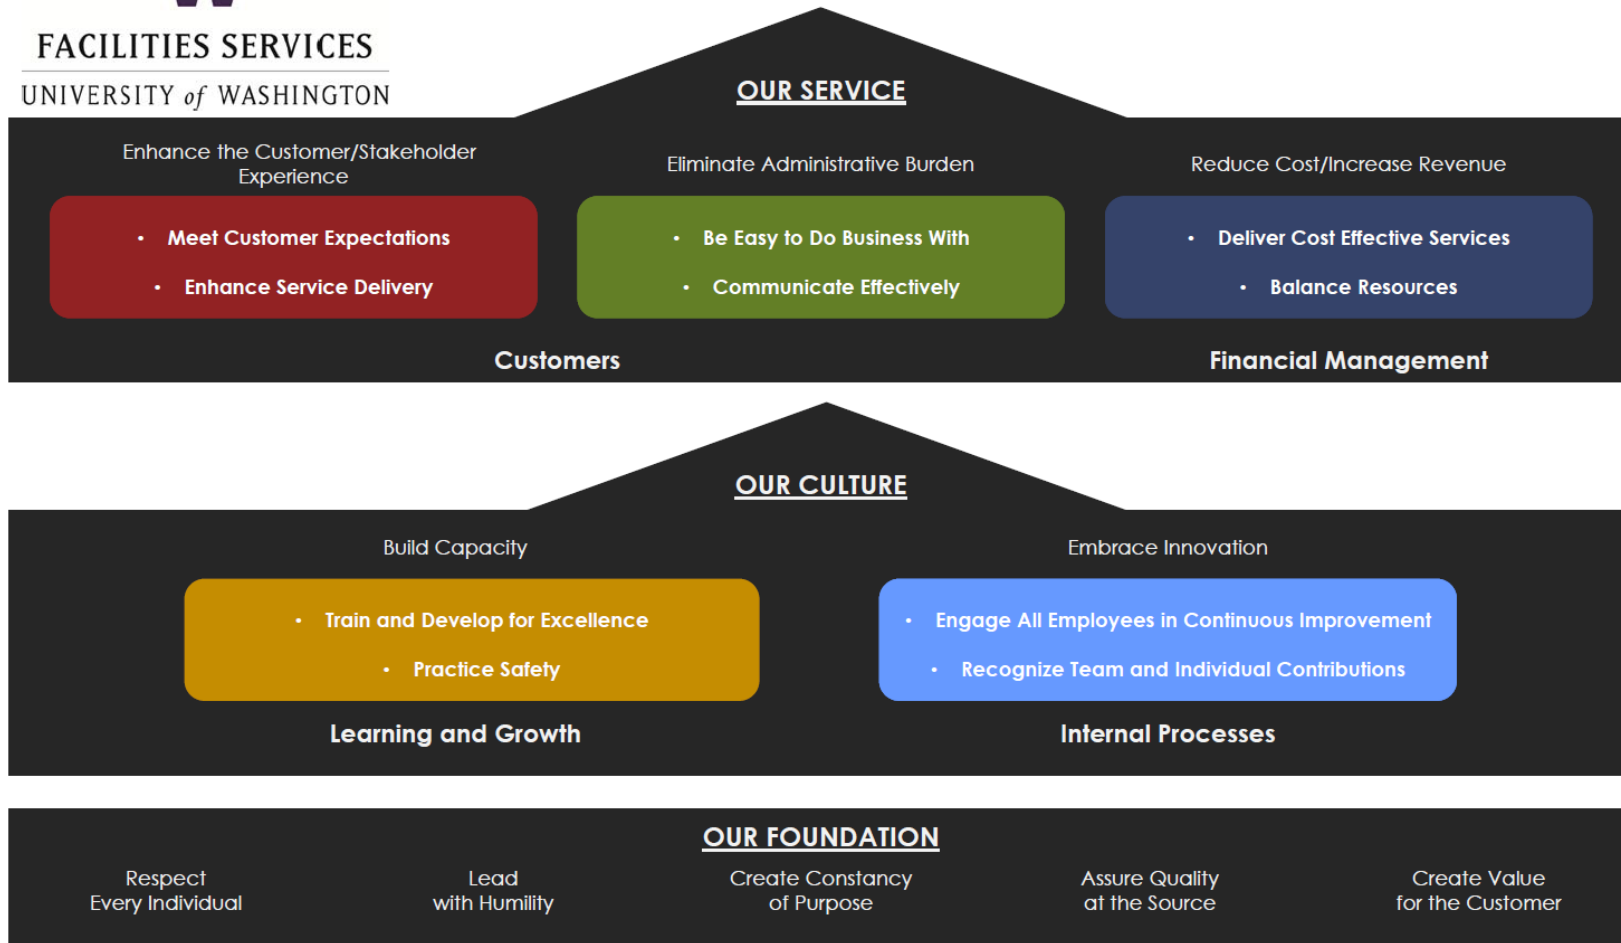 FACILITIES SERVICES
UNIVERSITY of WASHINGTON
OUR SERVICE
Enhance the Customer/Stakeholder
Experience
• Meet Customer Expectations
• Enhance Service Delivery
Eliminate Administrative Burden
• Be Easy to Do Business With
• Communicate Effectively
Reduce Cost/Increase Revenue
• Deliver Cost Effective Services
• Balance Resources
Customers
Financial Management
OUR CULTURE
Build Capacity
• Train and Develop for Excellence
• Practice Safety
Learning and Growth
Embrace Innovation
• Engage All Employees in Continuous Improvement
• Recognize Team and Individual Contributions
Internal Processes
OUR FOUNDATION
Respect
Every Individual
Lead
with Humility
Create Constancy
of Purpose
Assure Quality
at the Source
Create Value
for the Customer